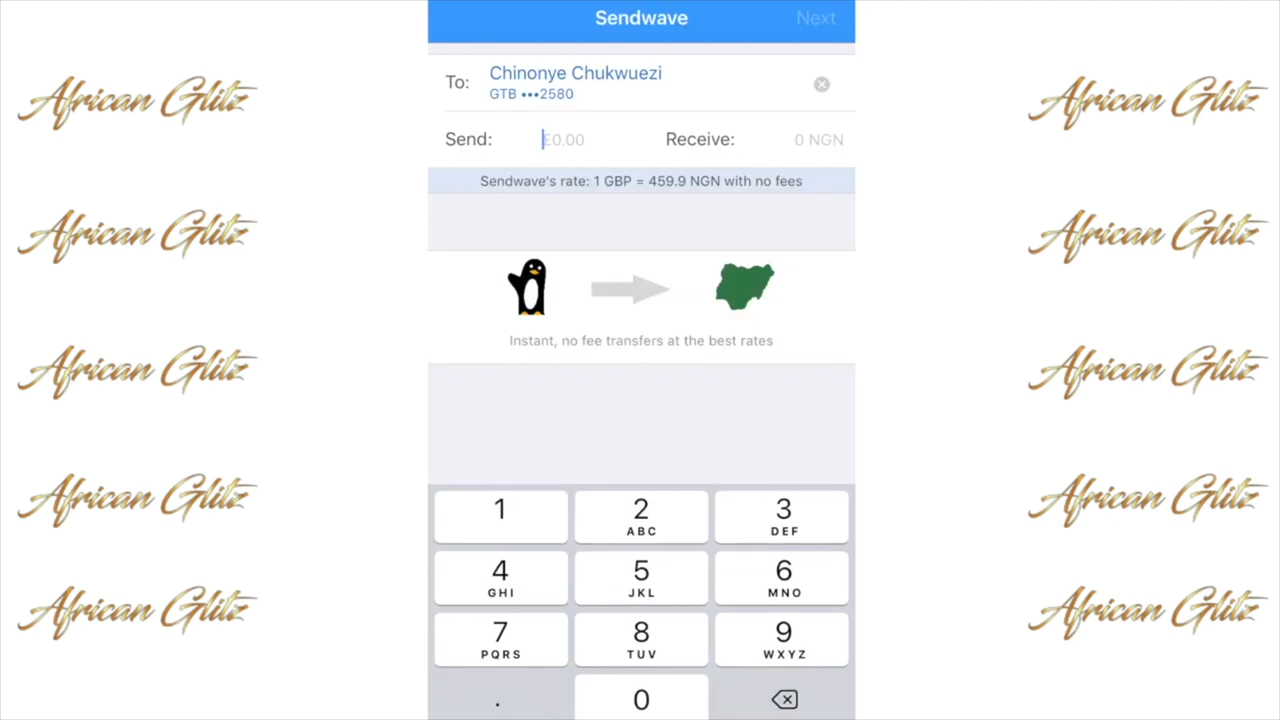 Sendwave
Next
To:
Chinonye Chukwuezi
GTB •••2580
Send:
£0.00
Receive:
0 NGN
Sendwave's rate: 1 GBP = 459.9 NGN with no fees
Instant, no fee transfers at the best rates
1
2
ABC
3
DEF
4
GHI
5
JKL
6
MNO
7
PQRS
8
TUV
9
WXYZ
.
0
African Glitz
African Glitz
African Glitz
African Glitz
African Glitz
African Glitz
African Glitz
African Glitz
African Glitz
African Glitz